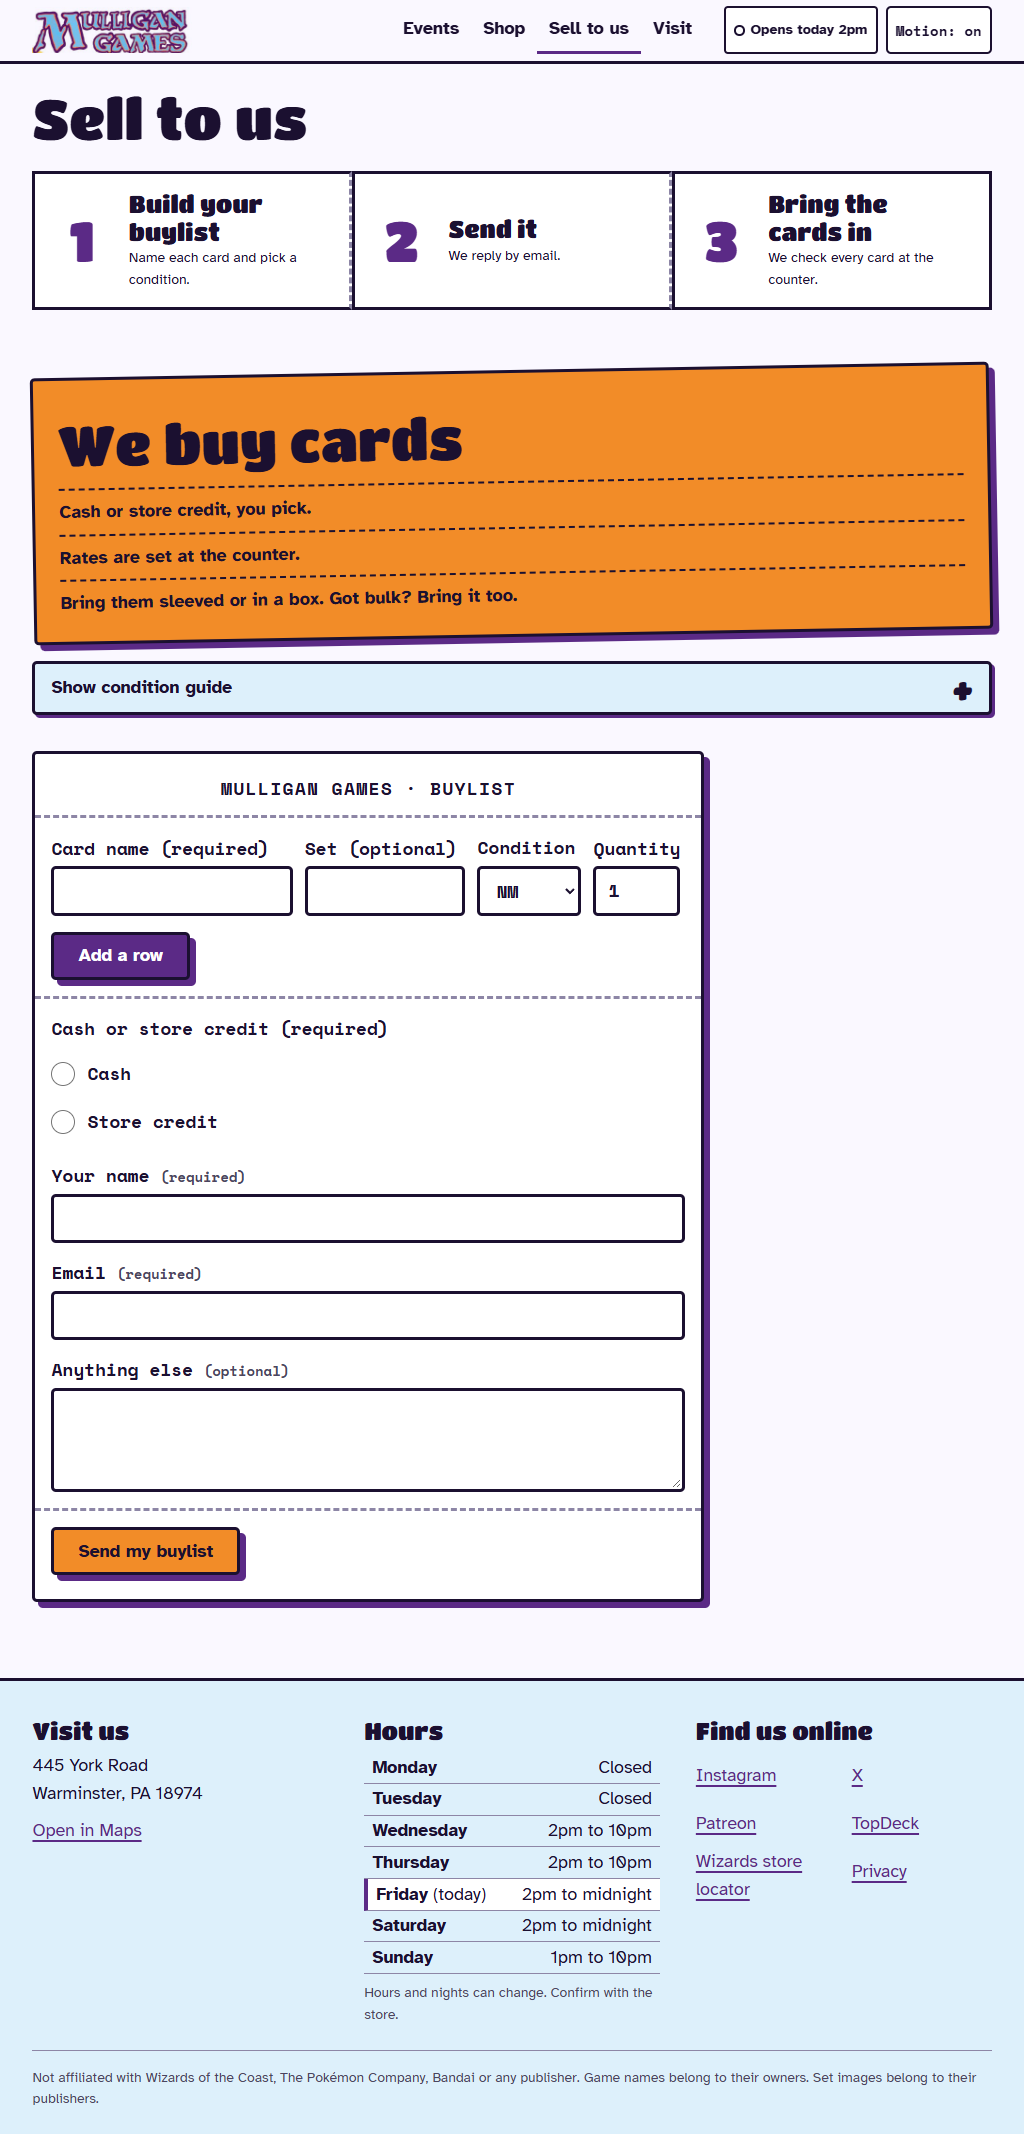 MULLIGAN GAMES
Events Shop Sell to us Visit Opens today 2pm Motion: on
Sell to us
1 Build your buylist
Name each card and pick a condition.
2 Send it
We reply by email.
3 Bring the cards in
We check every card at the counter.
We buy cards
Cash or store credit, you pick.
Rates are set at the counter.
Bring them sleeved or in a box. Got bulk? Bring it too.
Show condition guide +
MULLIGAN GAMES · BUYLIST
Card name (required) Set (optional) Condition Quantity
NM 1
Add a row
Cash or store credit (required)
Cash
Store credit
Your name (required)
Email (required)
Anything else (optional)
Send my buylist
Visit us
445 York Road
Warminster, PA 18974
Open in Maps
Hours
Monday Closed
Tuesday Closed
Wednesday 2pm to 10pm
Thursday 2pm to 10pm
Friday (today) 2pm to midnight
Saturday 2pm to midnight
Sunday 1pm to 10pm
Hours and nights can change. Confirm with the
store.
Find us online
Instagram X
Patreon TopDeck
Wizards store
locator
Privacy
Not affiliated with Wizards of the Coast, The Pokémon Company, Bandai or any publisher. Game names belong to their owners. Set images belong to their
publishers.